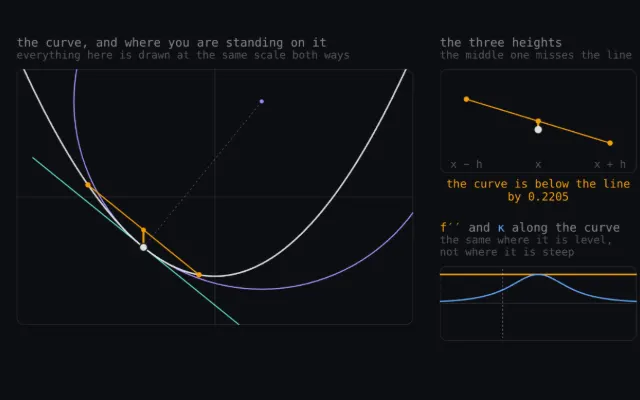 the curve, and where you are standing on it
everything here is drawn at the same scale both ways
the three heights
the middle one misses the line
x − h x x + h
the curve is below the line
by 0.2205
f′′ and κ along the curve
the same where it is level,
not where it is steep